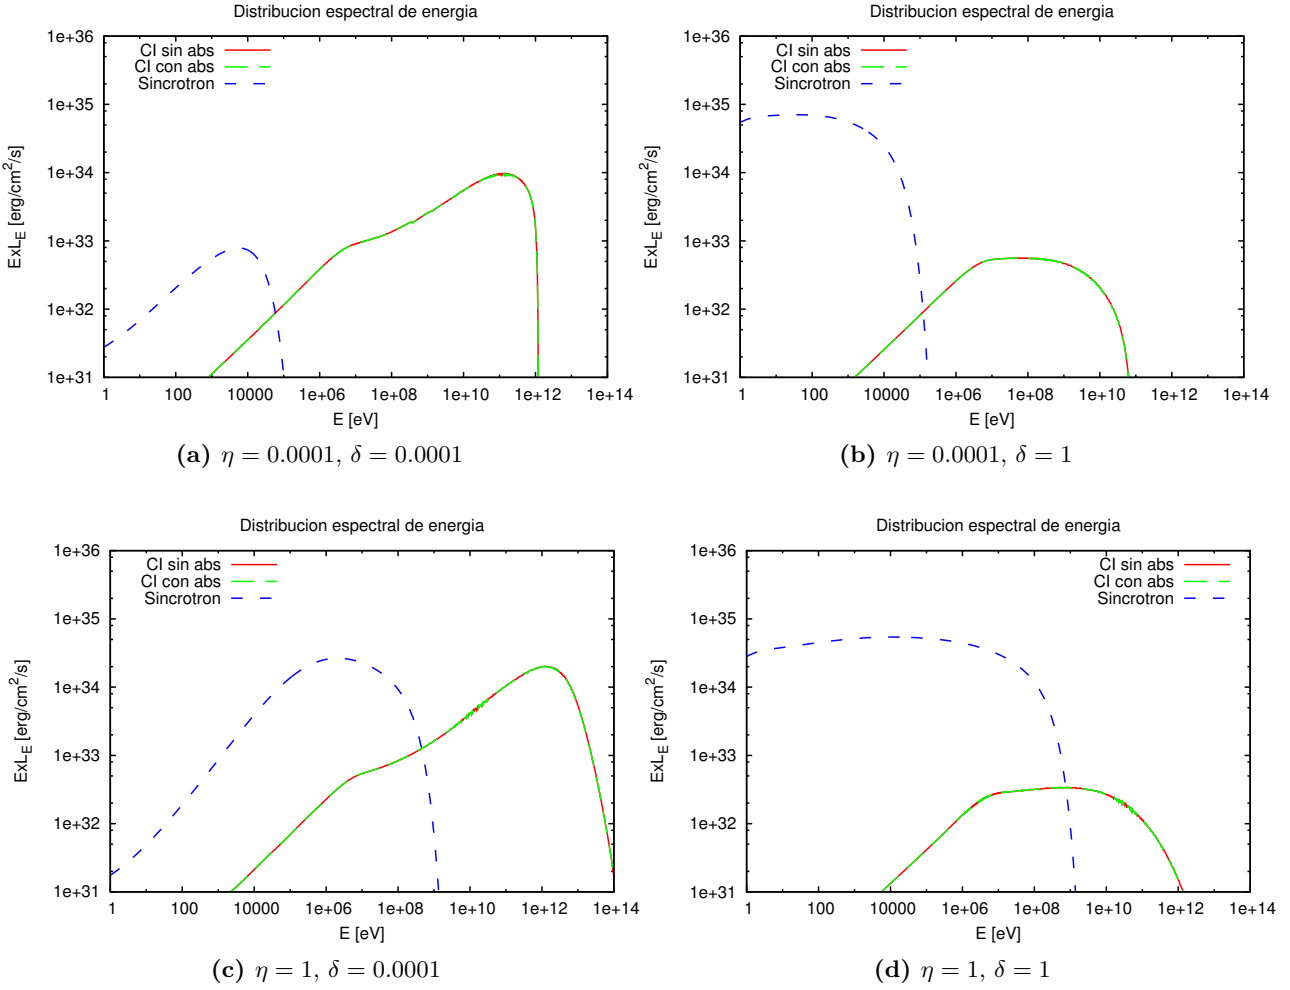 Distribucion espectral de energia
CI sin abs
CI con abs
Sincrotron
ExL_E [erg/cm^2/s]
1e+36
1e+35
1e+34
1e+33
1e+32
1e+31
1 100 10000 1e+06 1e+08 1e+10 1e+12 1e+14
E [eV]
(a) η = 0.0001, δ = 0.0001
Distribucion espectral de energia
CI sin abs
CI con abs
Sincrotron
ExL_E [erg/cm^2/s]
1e+36
1e+35
1e+34
1e+33
1e+32
1e+31
1 100 10000 1e+06 1e+08 1e+10 1e+12 1e+14
E [eV]
(b) η = 0.0001, δ = 1
Distribucion espectral de energia
CI sin abs
CI con abs
Sincrotron
ExL_E [erg/cm^2/s]
1e+36
1e+35
1e+34
1e+33
1e+32
1e+31
1 100 10000 1e+06 1e+08 1e+10 1e+12 1e+14
E [eV]
(c) η = 1, δ = 0.0001
Distribucion espectral de energia
CI sin abs
CI con abs
Sincrotron
ExL_E [erg/cm^2/s]
1e+36
1e+35
1e+34
1e+33
1e+32
1e+31
1 100 10000 1e+06 1e+08 1e+10 1e+12 1e+14
E [eV]
(d) η = 1, δ = 1